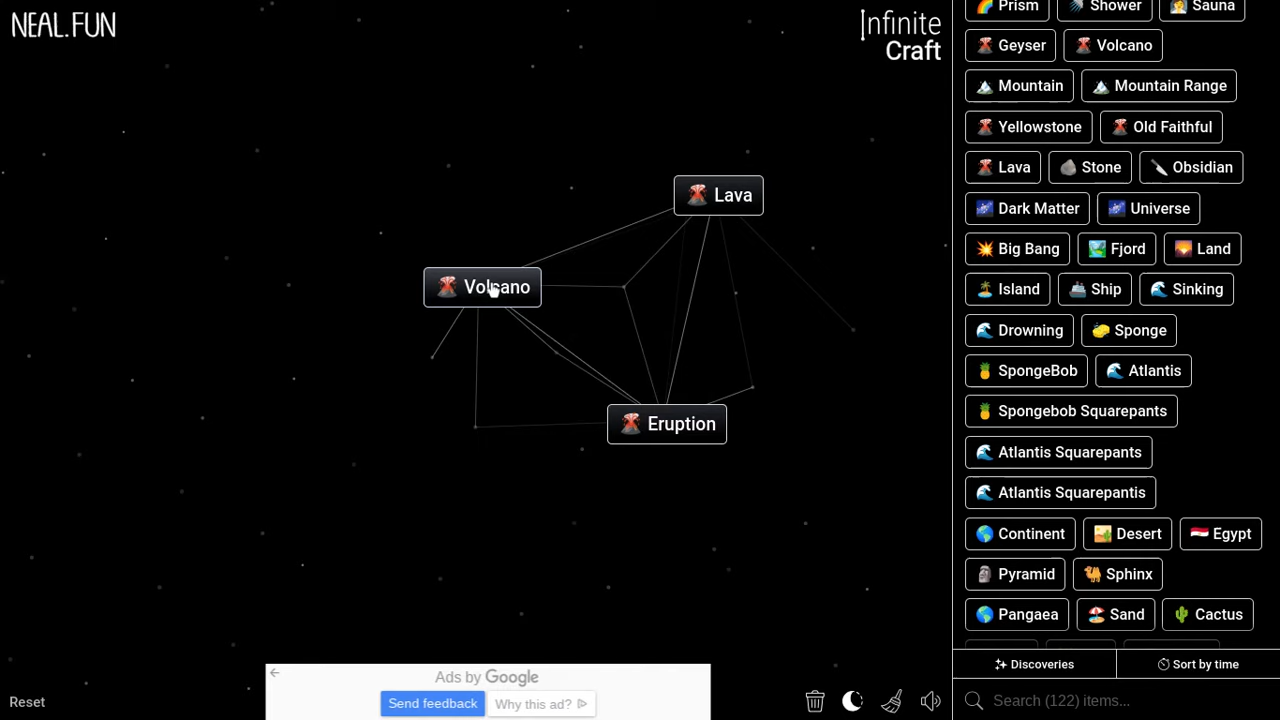 NEAL.FUN
Infinite
Craft
Lava
Volcano
Eruption
Prism Shower Sauna
Geyser Volcano
Mountain Mountain Range
Yellowstone Old Faithful
Lava Stone Obsidian
Dark Matter Universe
Big Bang Fjord Land
Island Ship Sinking
Drowning Sponge
SpongeBob Atlantis
Spongebob Squarepants
Atlantis Squarepants
Atlantis Squarepantis
Continent Desert Egypt
Pyramid Sphinx
Pangaea Sand Cactus
Discoveries Sort by time
Search (122) items...
Ads by Google
Send feedback Why this ad?
Reset